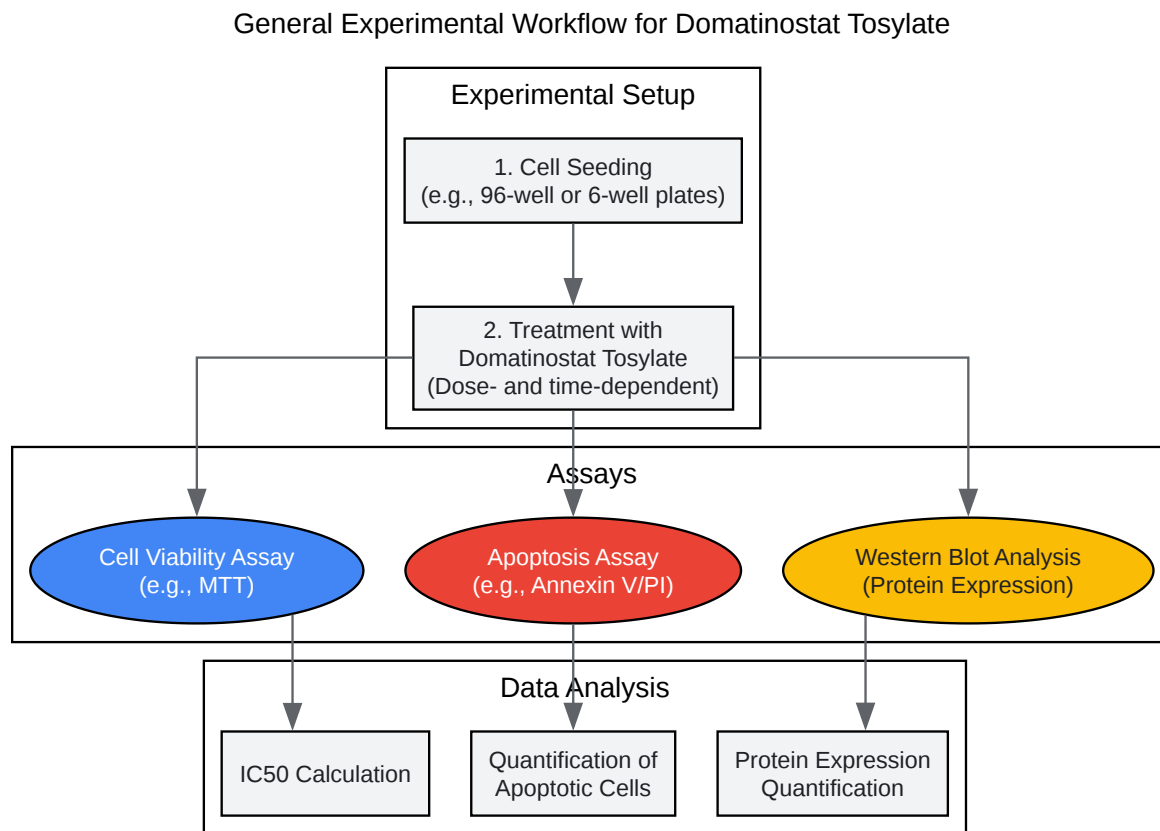 General Experimental Workflow for Domatinostat Tosylate
Experimental Setup
1. Cell Seeding
(e.g., 96-well or 6-well plates)
2. Treatment with
Domatinostat Tosylate
(Dose- and time-dependent)
Assays
Cell Viability Assay
(e.g., MTT)
Apoptosis Assay
(e.g., Annexin V/PI)
Western Blot Analysis
(Protein Expression)
Data Analysis
IC50 Calculation
Quantification of
Apoptotic Cells
Protein Expression
Quantification